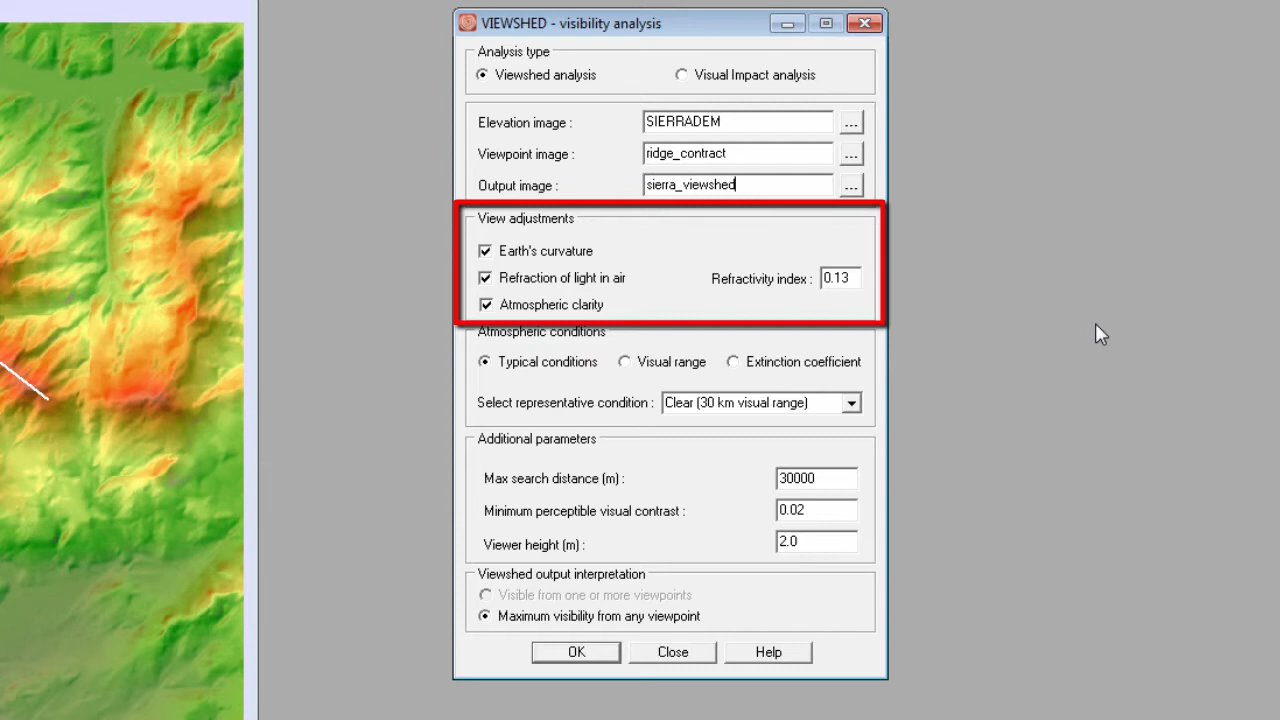 VIEWSHED - visibility analysis
Analysis type
Viewshed analysis Visual Impact analysis
Elevation image : SIERRADEM ...
Viewpoint image : ridge_contract ...
Output image : sierra_viewshed ...
View adjustments
Earth's curvature
Refraction of light in air Refractivity index : 0.13
Atmospheric clarity
Atmospheric conditions
Typical conditions Visual range Extinction coefficient
Select representative condition : Clear (30 km visual range)
Additional parameters
Max search distance (m) : 30000
Minimum perceptible visual contrast : 0.02
Viewer height (m) : 2.0
Viewshed output interpretation
Visible from one or more viewpoints
Maximum visibility from any viewpoint
OK Close Help